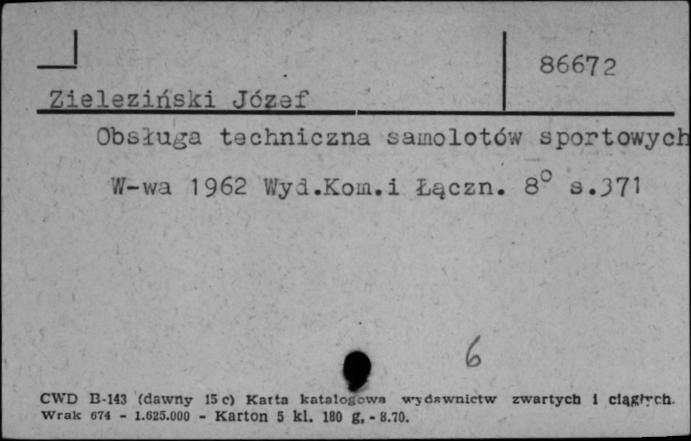 86672
Zieleziński Józef
Obsługa techniczna samolotów sportowych
W-wa 1962 Wyd.Kom.i Łączn. 8° s.371
6
CWD B-143 (dawny 15 c) Karta katalogowa wydawnictw zwartych i ciągłych.
Wrak 674 - 1.625.000 - Karton 5 kl. 180 g. - 8.70.